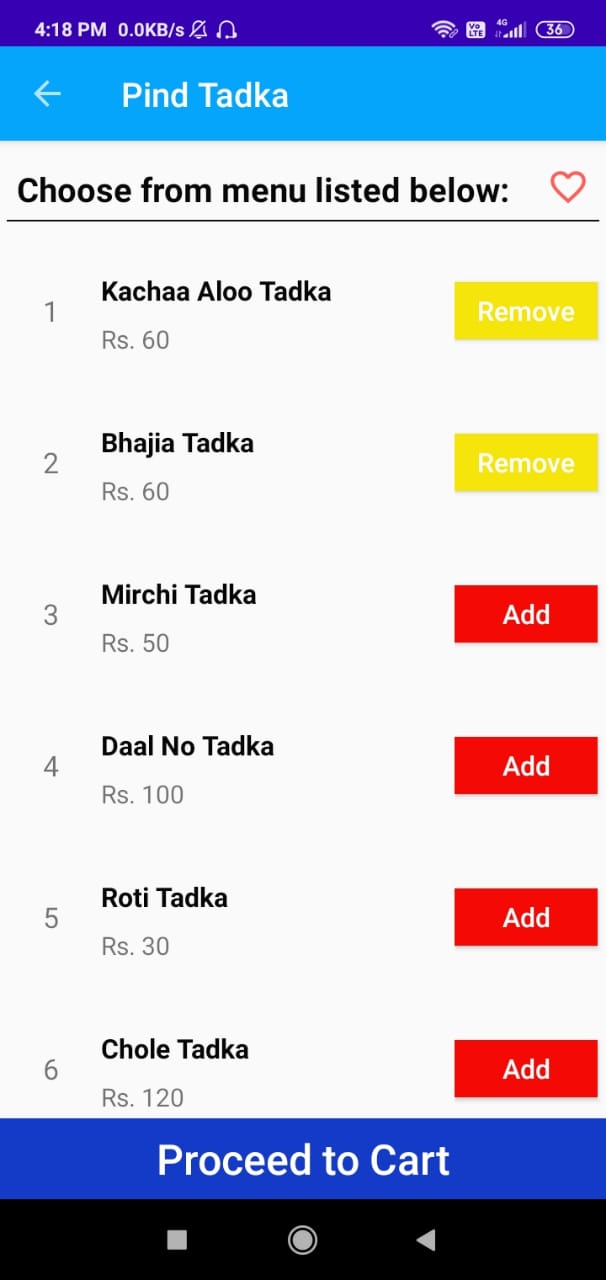 4:18 PM 0.0KB/s Vo LTE 4G 36
Pind Tadka
Choose from menu listed below:
1 Kachaa Aloo Tadka Remove
Rs. 60
2 Bhajia Tadka Remove
Rs. 60
3 Mirchi Tadka Add
Rs. 50
4 Daal No Tadka Add
Rs. 100
5 Roti Tadka Add
Rs. 30
6 Chole Tadka Add
Rs. 120
Proceed to Cart